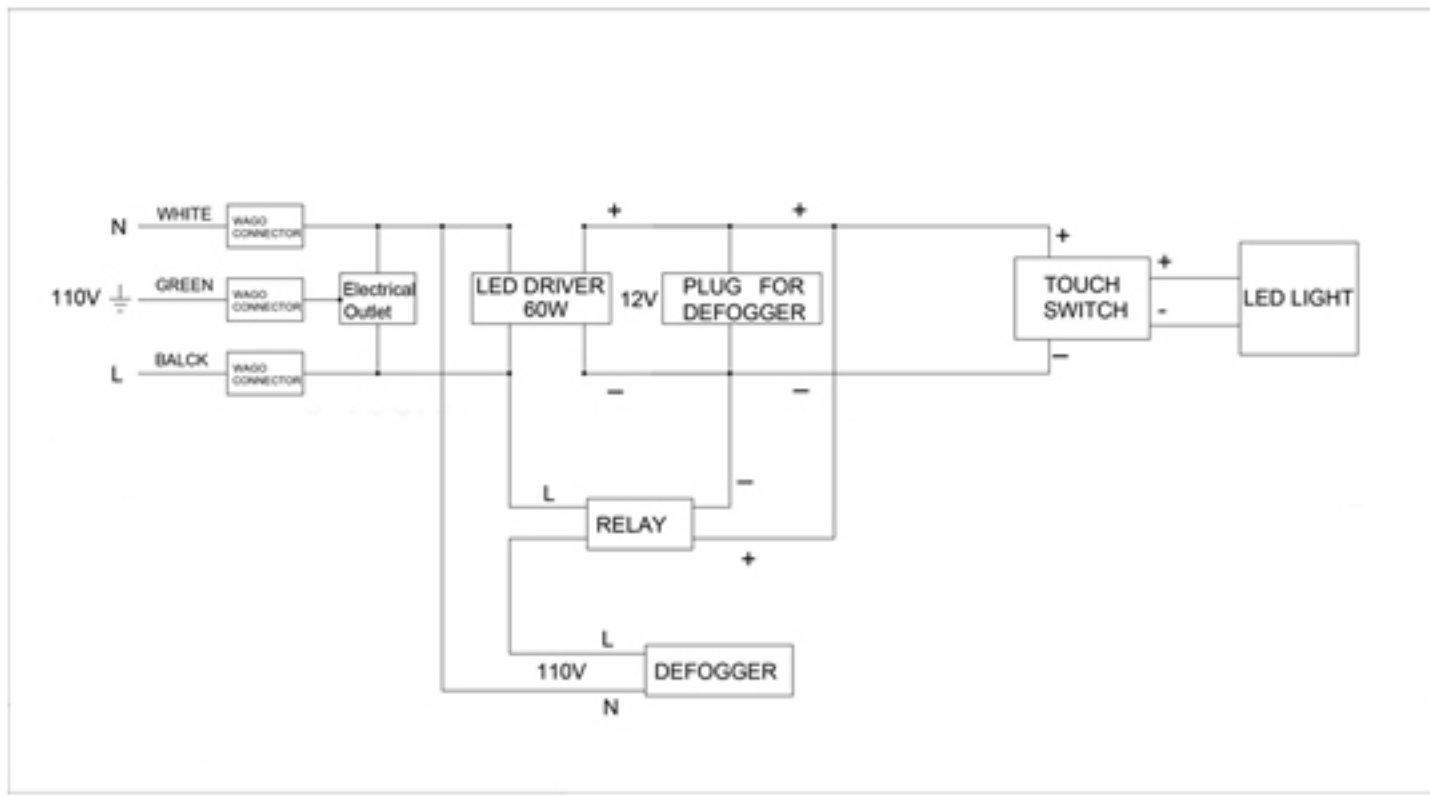 N
WHITE
WAGO
CONNECTOR
+
+
+
110V
GREEN
WAGO
CONNECTOR
Electrical
Outlet
LED DRIVER
60W
12V
PLUG FOR
DEFOGGER
TOUCH
SWITCH
+
-
LED LIGHT
L
BALCK
WAGO
CONNECTOR
−
−
−
L
RELAY
−
+
L
110V
N
DEFOGGER